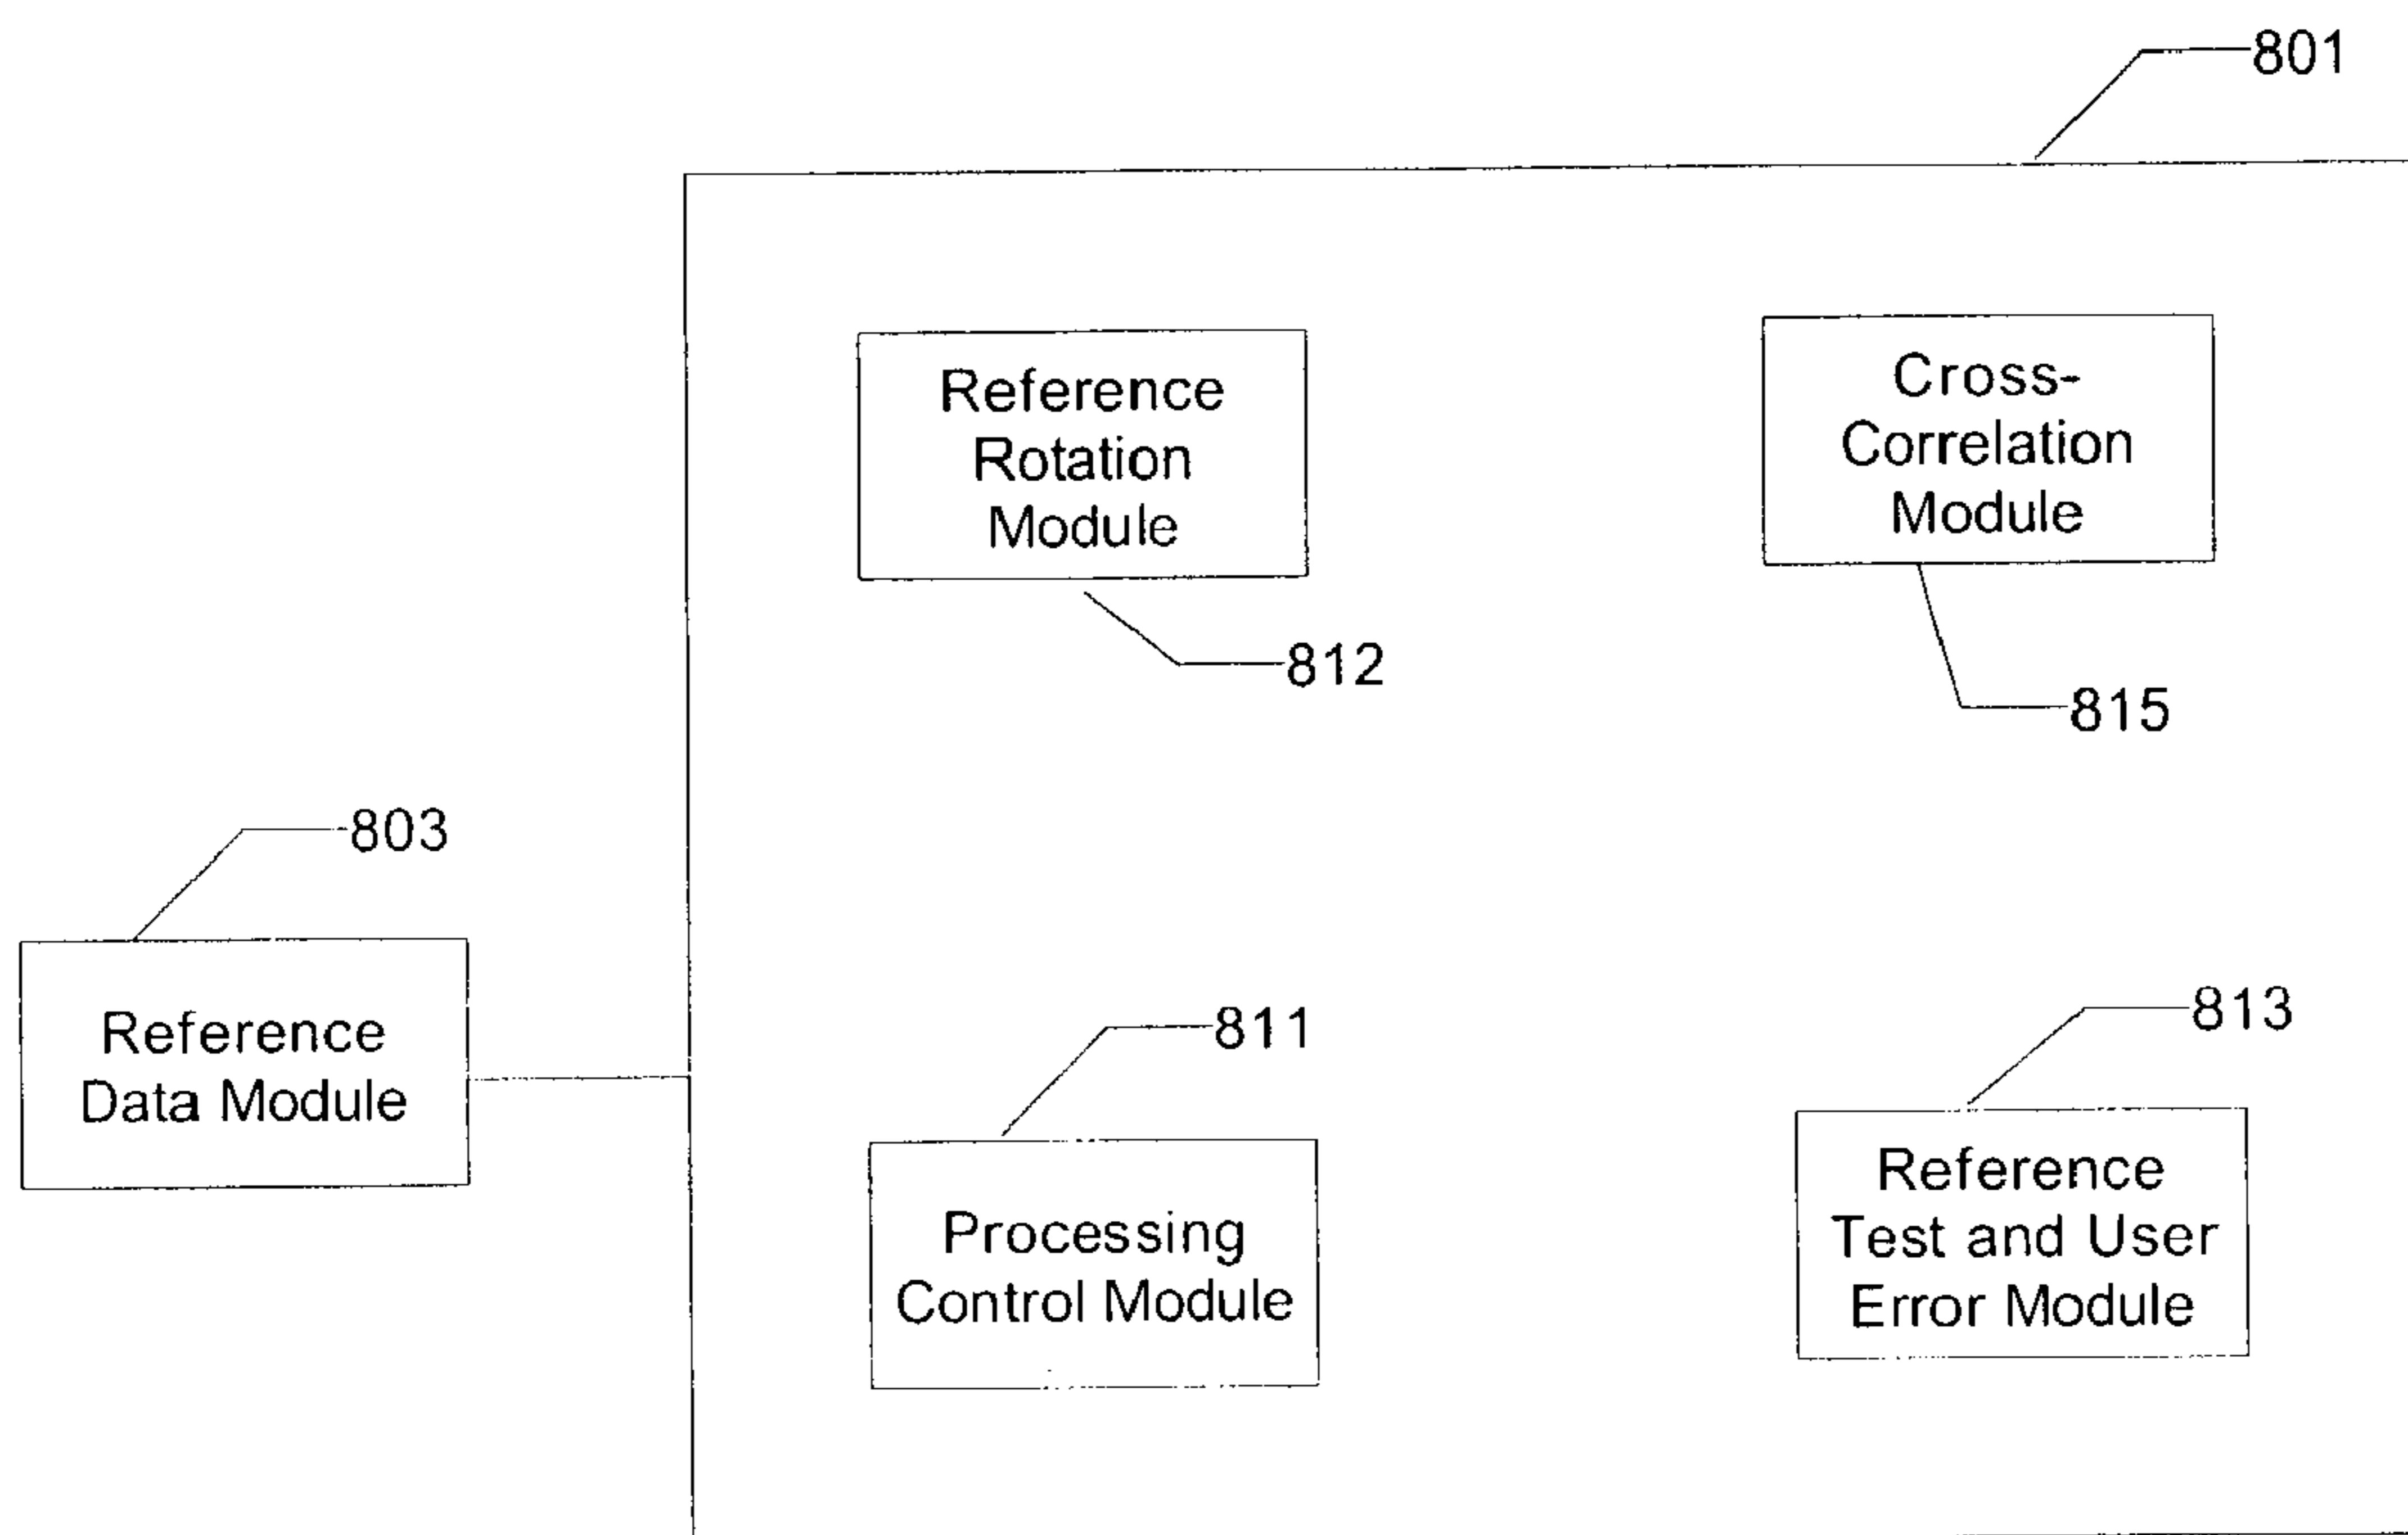 801
Reference
Rotation
Module
812
Cross-
Correlation
Module
815
803
Reference
Data Module
811
Processing
Control Module
813
Reference
Test and User
Error Module